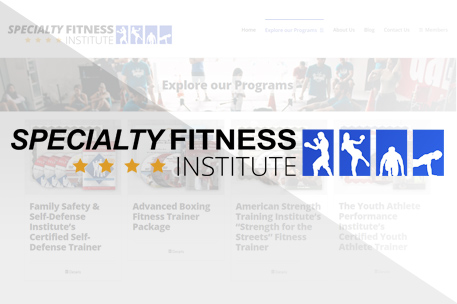 SPECIALTY FITNESS
INSTITUTE
Home Explore our Programs About Us Blog Contact Us
Explore our Programs
SPECIALTY FITNESS
INSTITUTE
Family Safety &
Self-Defense
Institute's
Certified Self-
Defense Trainer
Advanced Boxing
Fitness Trainer
Package
American Strength
Training Institute's
"Strength for the
Streets" Fitness
Trainer
The Youth Athlete
Performance
Institute's
Certified Youth
Athlete Trainer